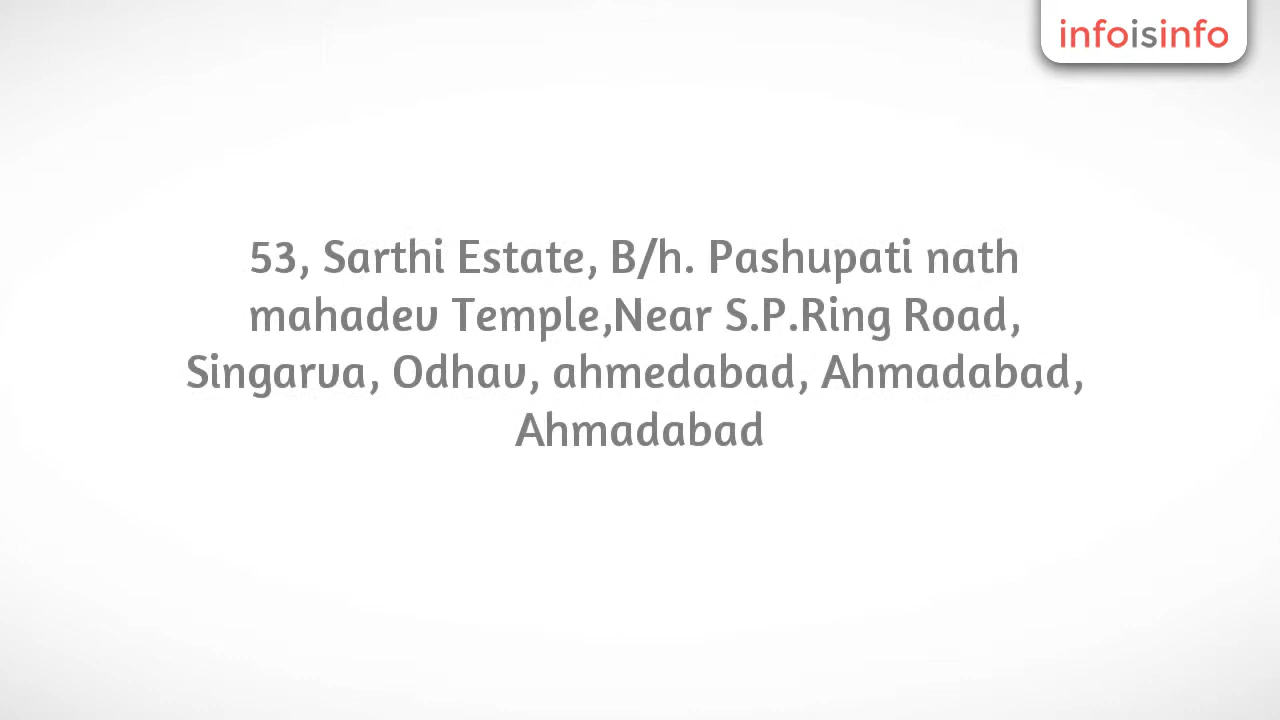 infoisinfo
53, Sarthi Estate, B/h. Pashupati nath
mahadev Temple,Near S.P.Ring Road,
Singarva, Odhav, ahmedabad, Ahmadabad,
Ahmadabad